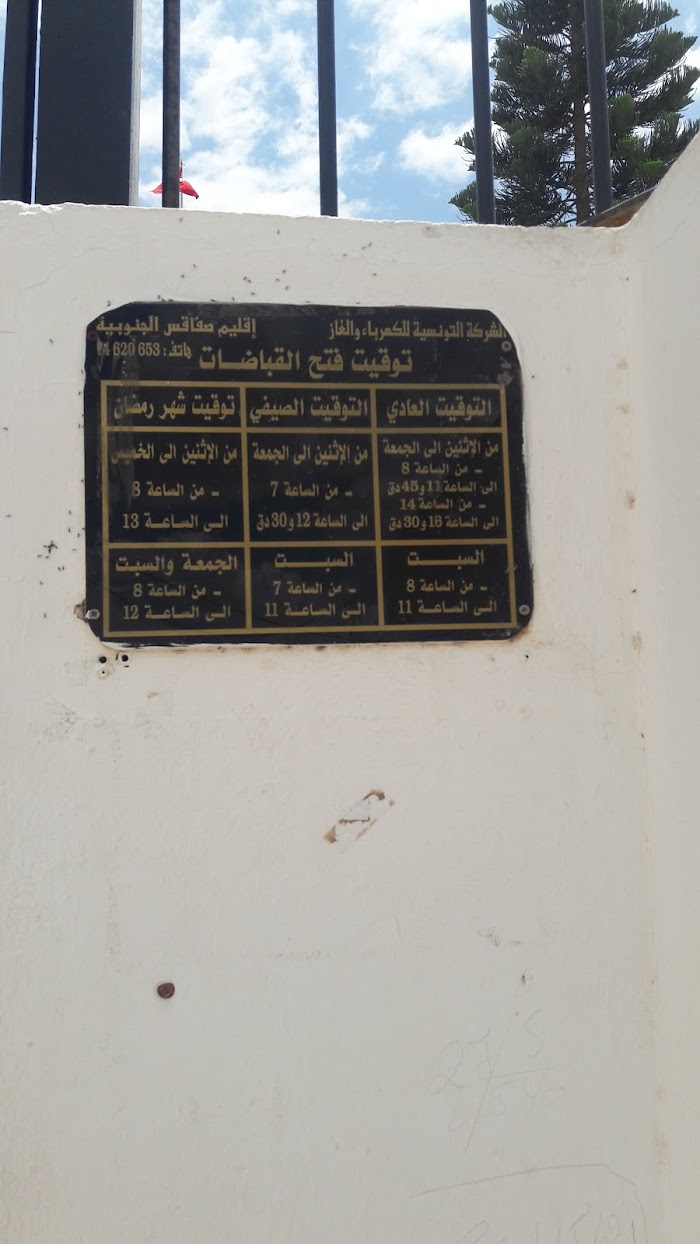 الشركة التونسية للكهرباء والغاز إقليم صفاقس الجنوبية
توقيت فتح القباضات هاتف: 74 620 653
التوقيت العادي
من الإثنين الى الجمعة
- من الساعة 8
الى الساعة 11 و45 دق
- من الساعة 14
الى الساعة 16 و30 دق
السبت
- من الساعة 8
الى الساعة 11
التوقيت الصيفي
من الإثنين الى الجمعة
- من الساعة 7
الى الساعة 12 و30 دق
السبت
- من الساعة 7
الى الساعة 11
توقيت شهر رمضان
من الإثنين الى الخميس
- من الساعة 8
الى الساعة 13
الجمعة والسبت
- من الساعة 8
الى الساعة 12